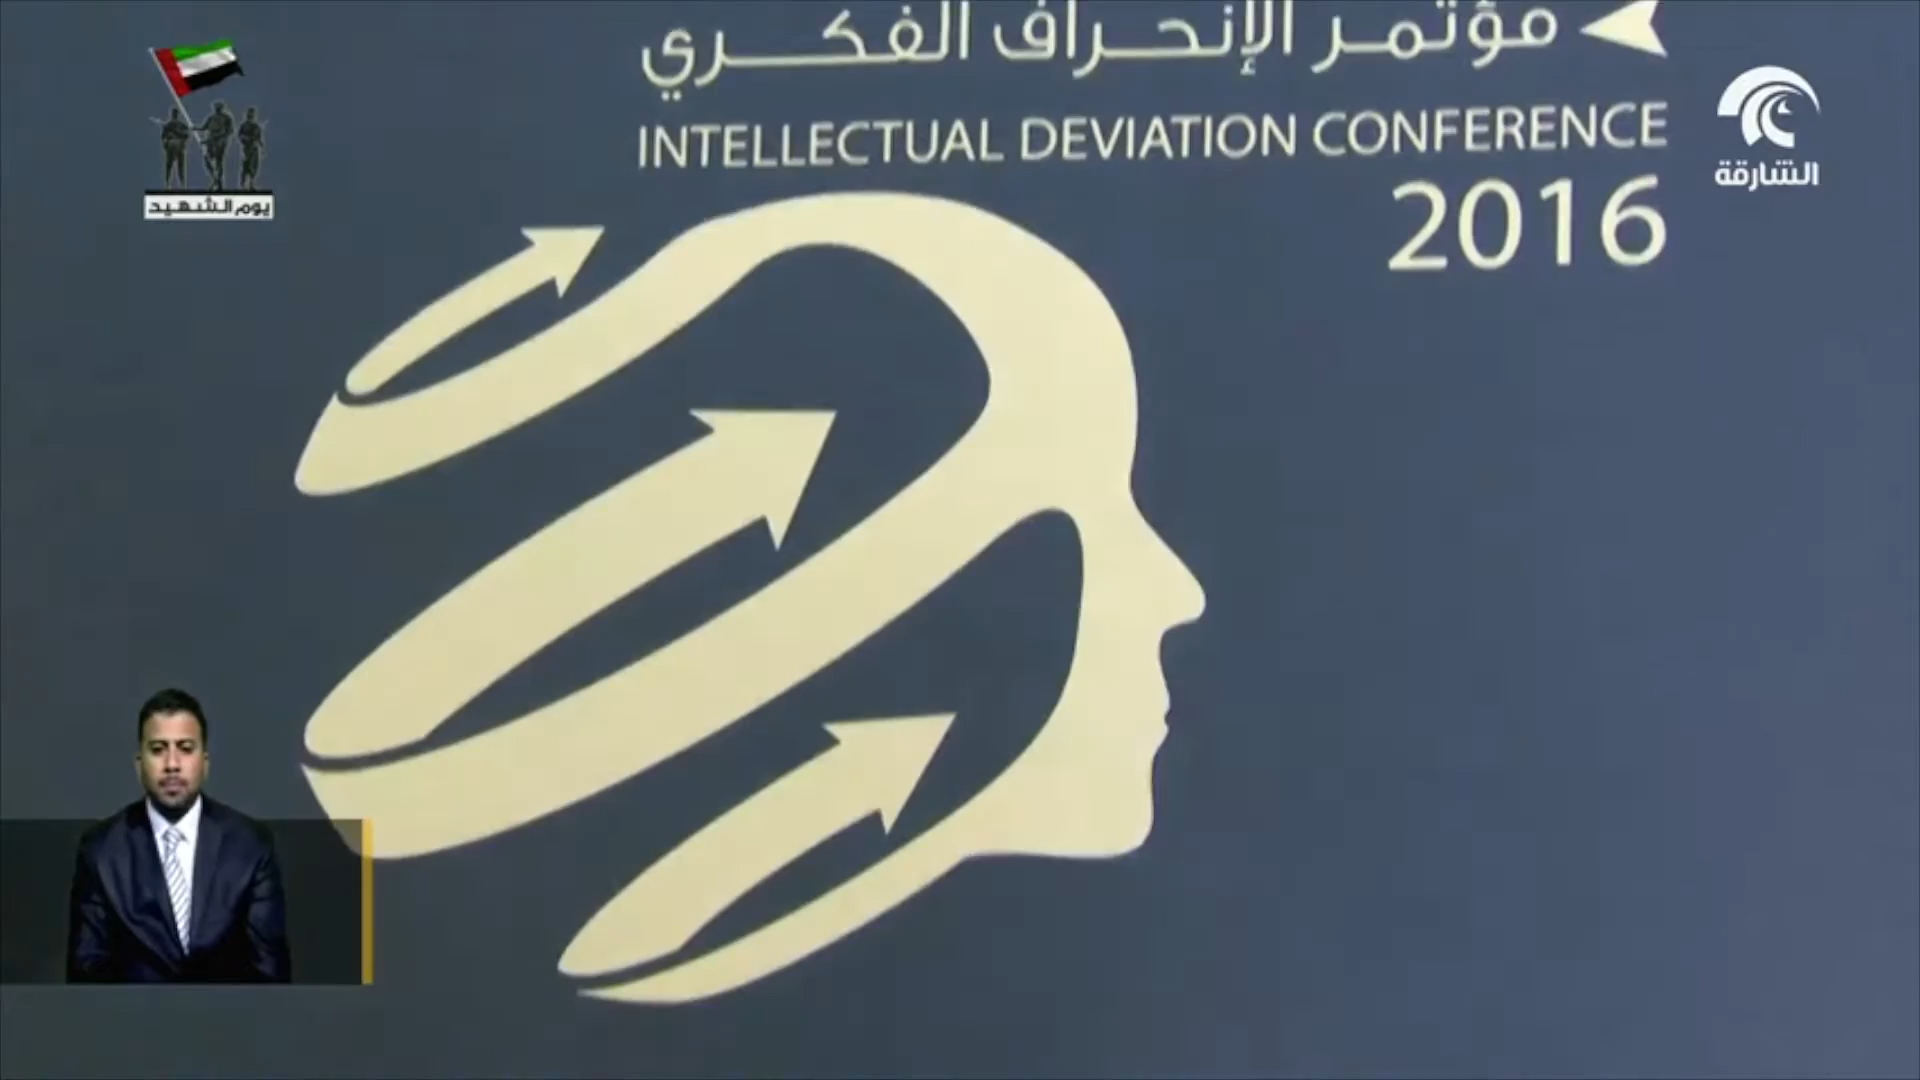 مؤتمر الإنحراف الفكري
INTELLECTUAL DEVIATION CONFERENCE
2016
الشارقة
يوم الشهيد